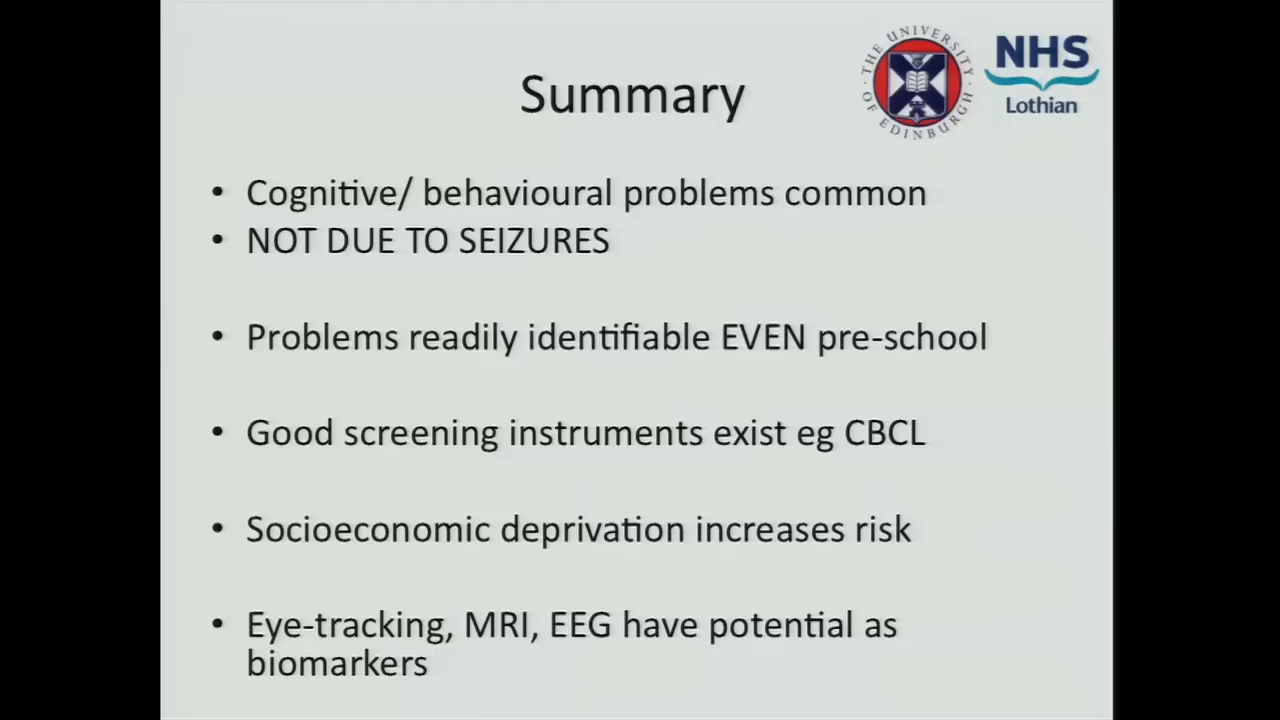 THE UNIVERSITY OF EDINBURGH
NHS
Lothian
Summary
• Cognitive/ behavioural problems common
• NOT DUE TO SEIZURES
• Problems readily identifiable EVEN pre-school
• Good screening instruments exist eg CBCL
• Socioeconomic deprivation increases risk
• Eye-tracking, MRI, EEG have potential as
biomarkers